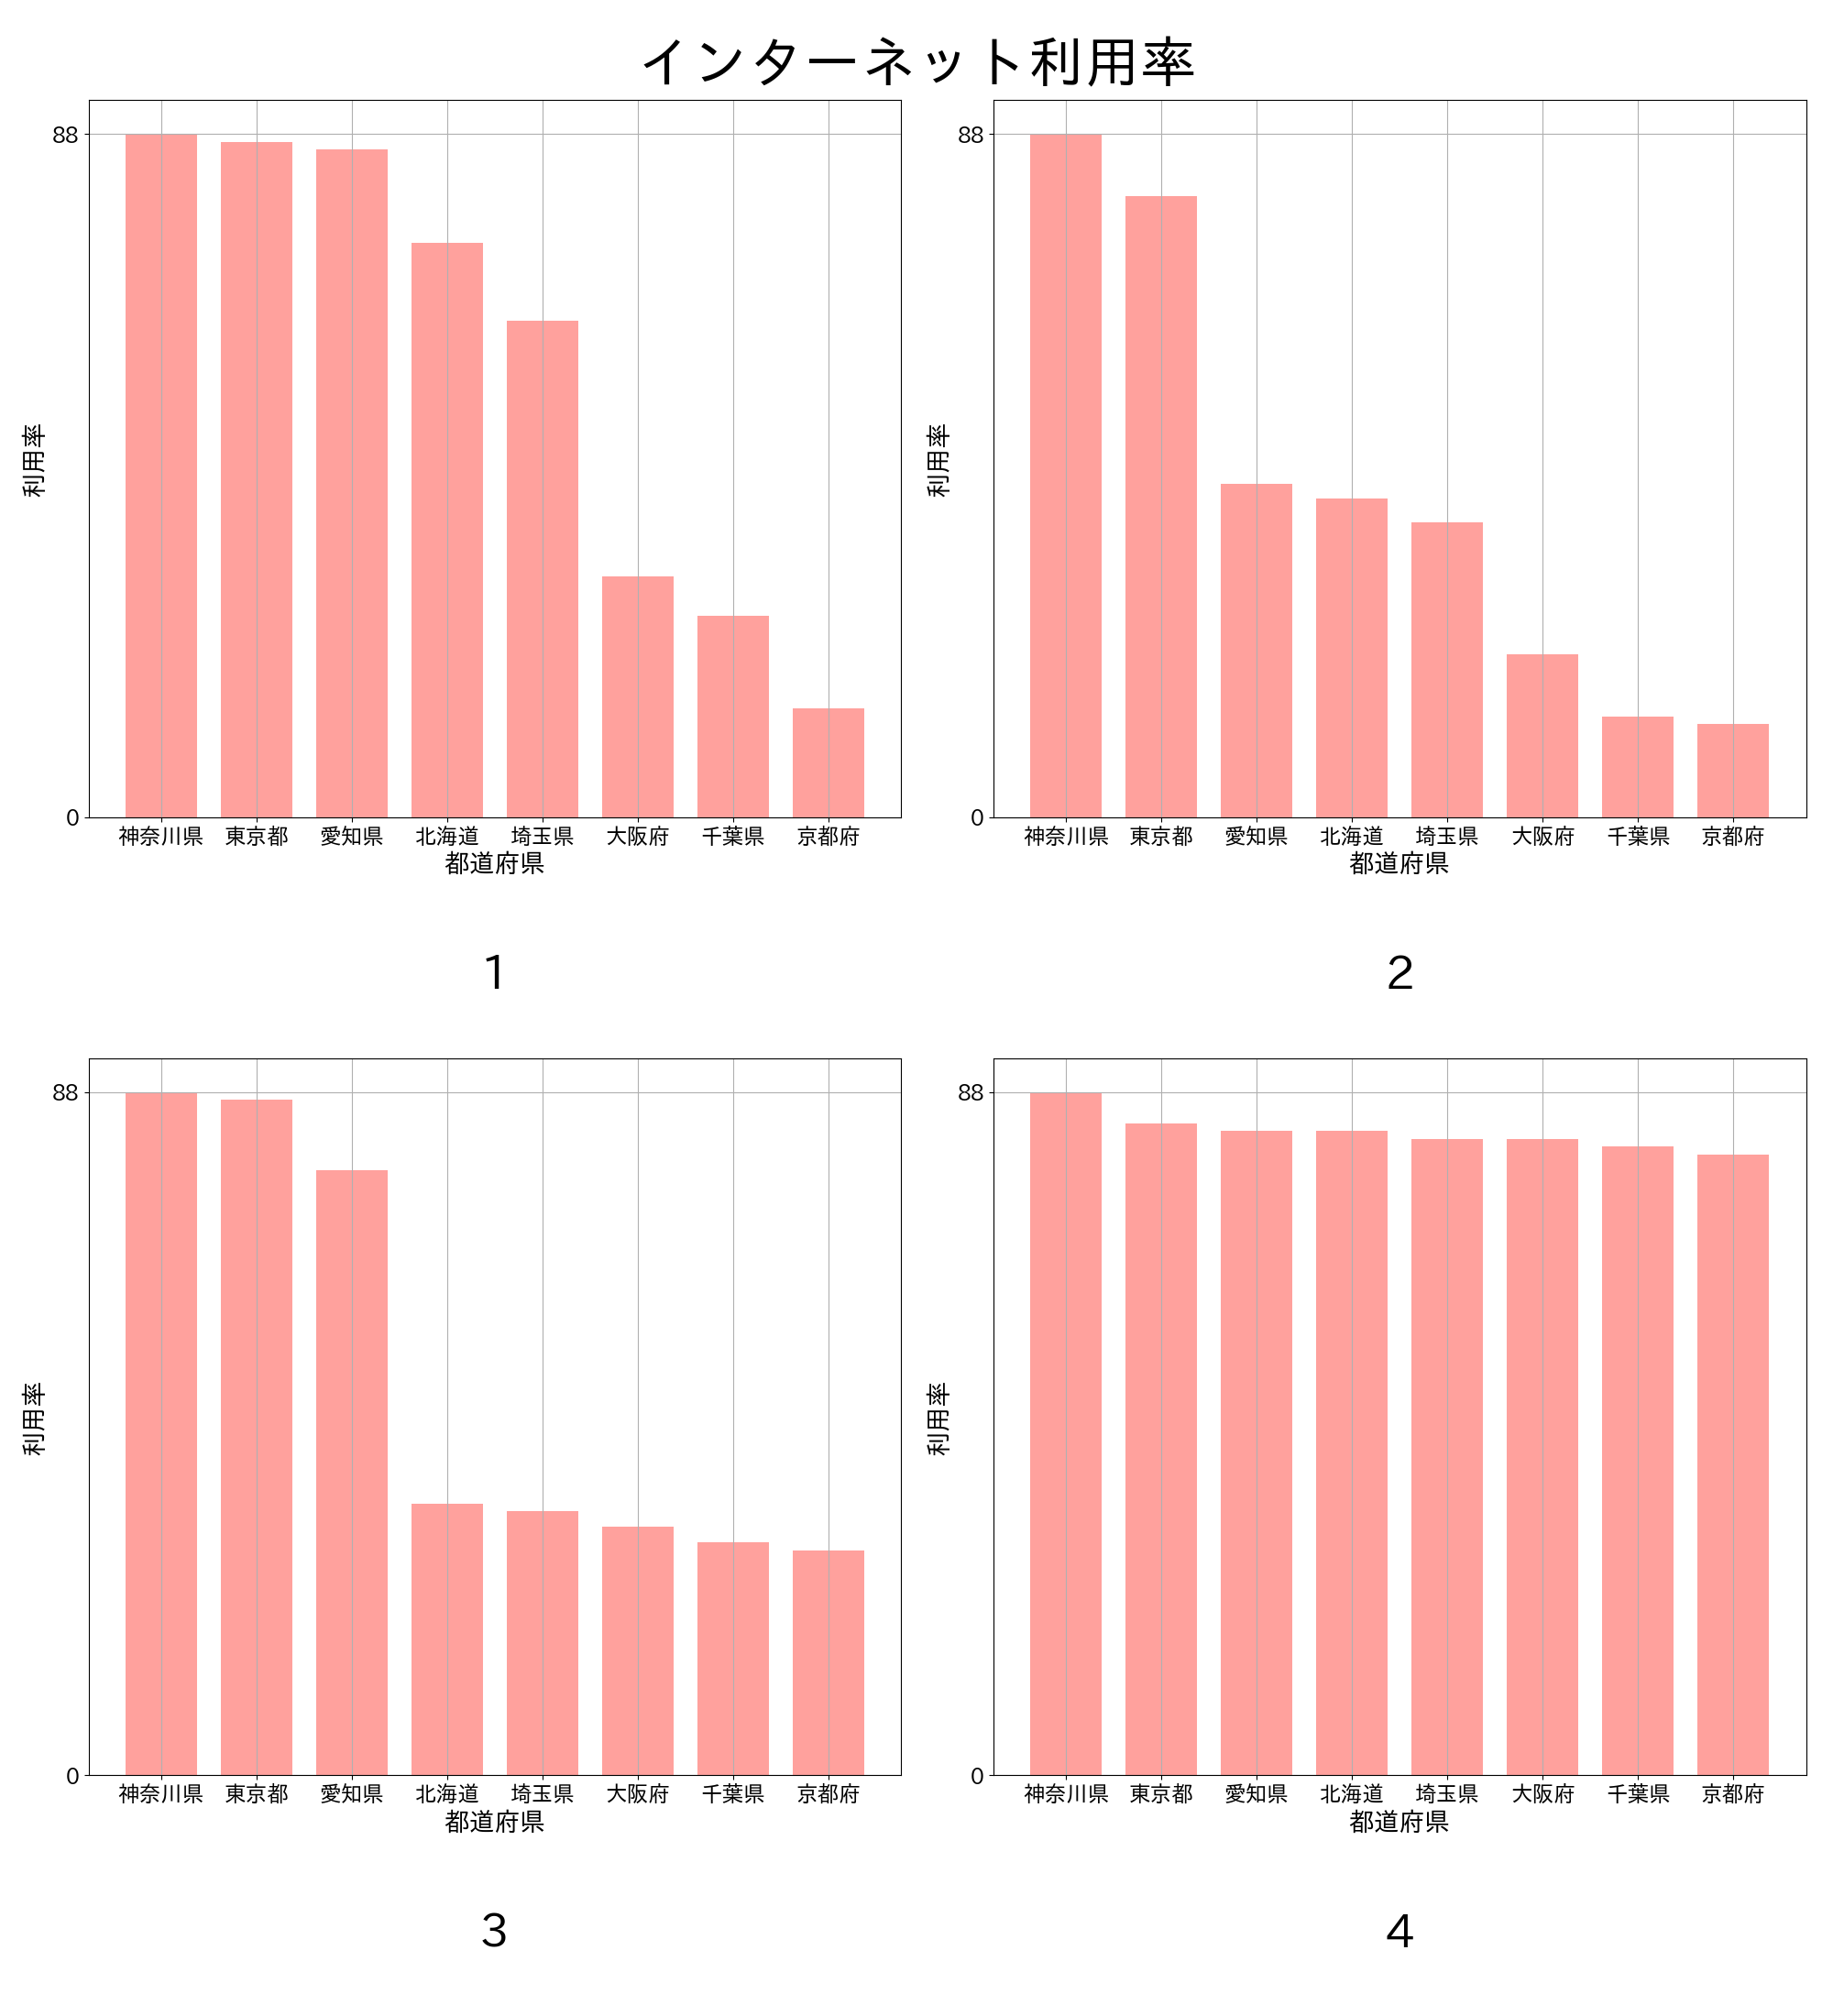 インターネット利用率
88
0
利用率
神奈川県 東京都 愛知県 北海道 埼玉県 大阪府 千葉県 京都府
都道府県
1
88
0
利用率
神奈川県 東京都 愛知県 北海道 埼玉県 大阪府 千葉県 京都府
都道府県
2
88
0
利用率
神奈川県 東京都 愛知県 北海道 埼玉県 大阪府 千葉県 京都府
都道府県
3
88
0
利用率
神奈川県 東京都 愛知県 北海道 埼玉県 大阪府 千葉県 京都府
都道府県
4